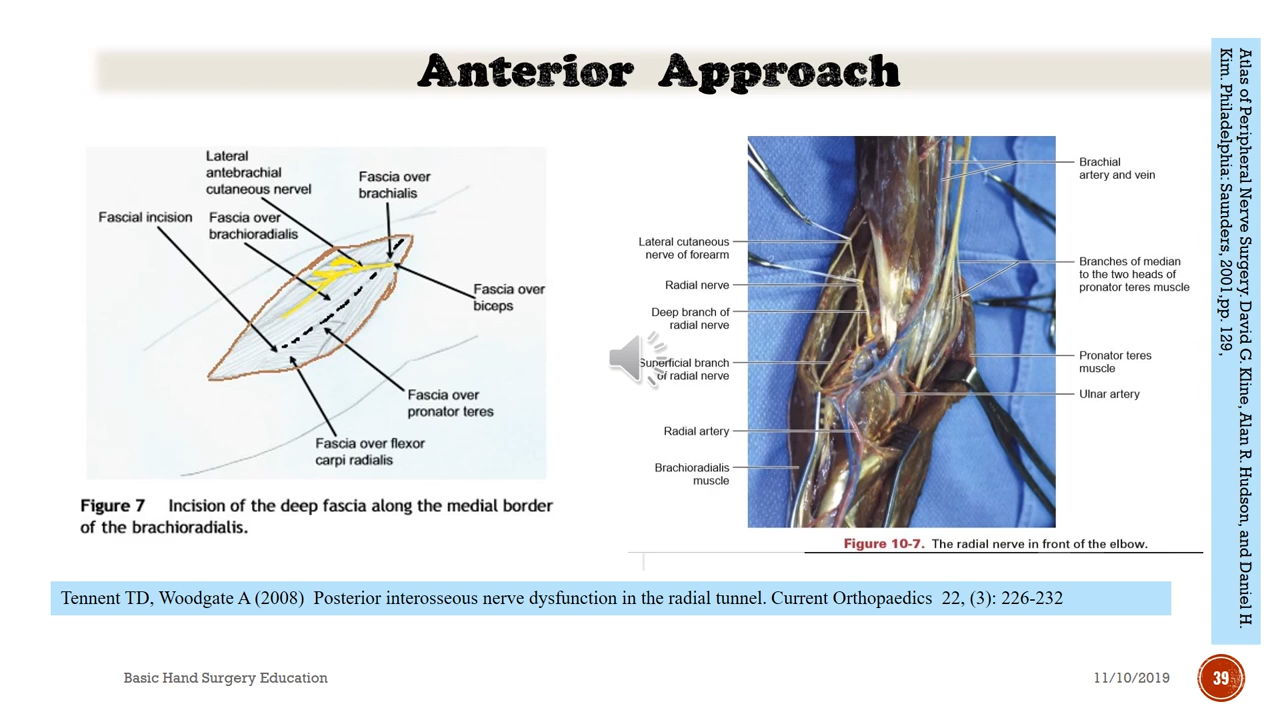 Anterior Approach
Lateral
antebrachial
cutaneous nervel
Fascia over
brachialis
Fascial incision
Fascia over
brachioradialis
Fascia over
biceps
Fascia over
pronator teres
Fascia over flexor
carpi radialis
Figure 7 Incision of the deep fascia along the medial border
of the brachioradialis.
Lateral cutaneous
nerve of forearm
Radial nerve
Deep branch of
radial nerve
Superficial branch
of radial nerve
Radial artery
Brachioradialis
muscle
Brachial
artery and vein
Branches of median
to the two heads of
pronator teres muscle
Pronator teres
muscle
Ulnar artery
Figure 10-7. The radial nerve in front of the elbow.
Atlas of Peripheral Nerve Surgery. David G. Kline, Alan R. Hudson, and Daniel H.
Kim. Philadelphia: Saunders, 2001,pp. 129,
Tennent TD, Woodgate A (2008) Posterior interosseous nerve dysfunction in the radial tunnel. Current Orthopaedics 22, (3): 226-232
Basic Hand Surgery Education
11/10/2019
39